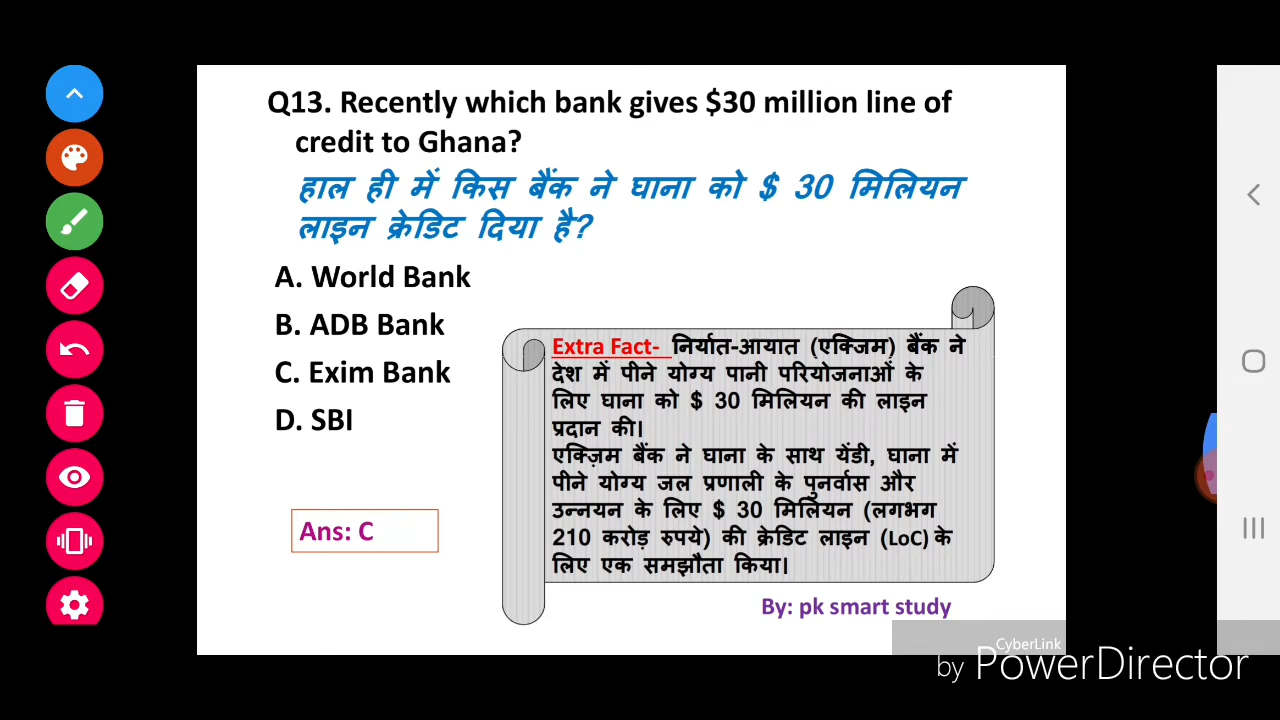 Q13. Recently which bank gives $30 million line of
credit to Ghana?
हाल ही में किस बैंक ने घाना को $ 30 मिलियन
लाइन क्रेडिट दिया है?
A. World Bank
B. ADB Bank
C. Exim Bank
D. SBI
Ans: C
Extra Fact- निर्यात-आयात (एक्जिम) बैंक ने
देश में पीने योग्य पानी परियोजनाओं के
लिए घाना को $ 30 मिलियन की लाइन
प्रदान की।
एक्ज़िम बैंक ने घाना के साथ येंडी, घाना में
पीने योग्य जल प्रणाली के पुनर्वास और
उन्नयन के लिए $ 30 मिलियन (लगभग
210 करोड़ रुपये) की क्रेडिट लाइन (LoC) के
लिए एक समझौता किया।
By: pk smart study
CyberLink
by PowerDirector